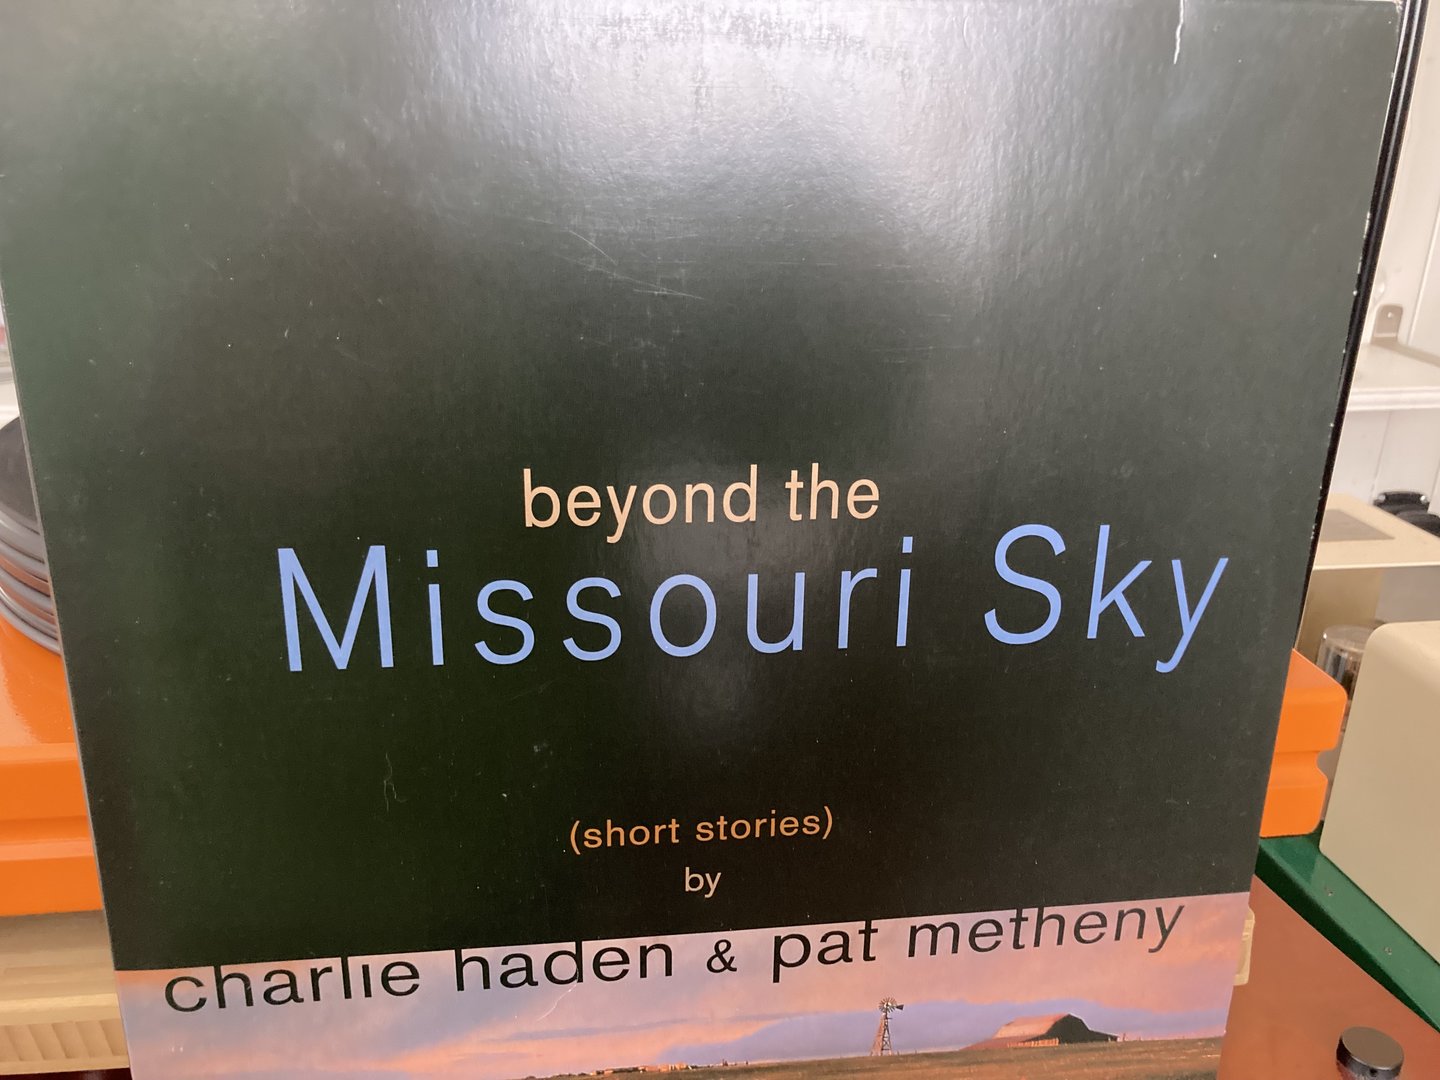 beyond the
Missouri Sky
(short stories)
by
charlie haden & pat metheny